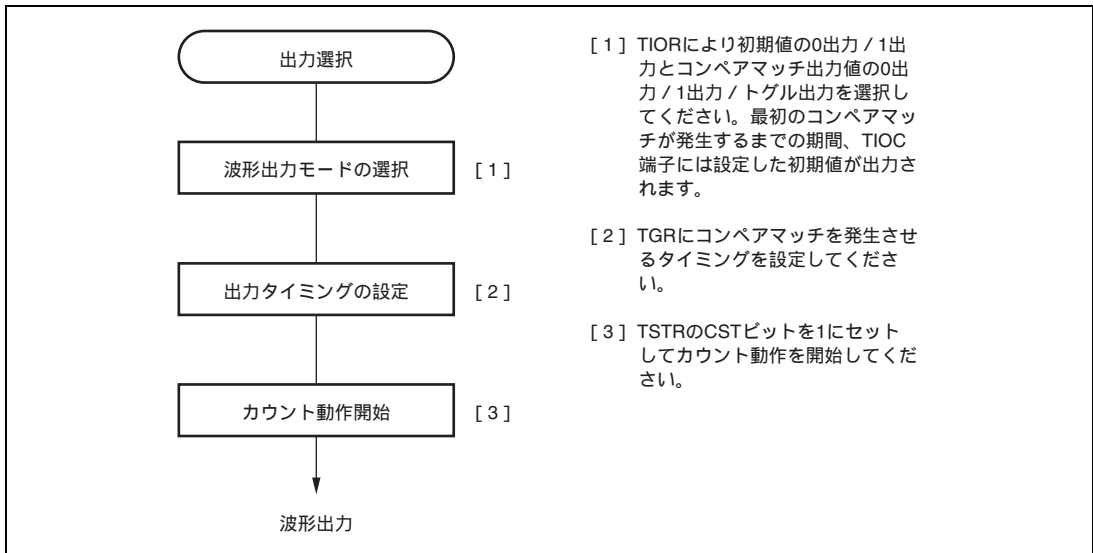 出力選択
波形出力モードの選択 [ 1 ]
出力タイミングの設定 [ 2 ]
カウント動作開始 [ 3 ]
波形出力
[ 1 ] TIORにより初期値の0出力 / 1出
力とコンペアマッチ出力値の0出
力 / 1出力 / トグル出力を選択し
てください。最初のコンペアマッ
チが発生するまでの期間、TIOC
端子には設定した初期値が出力さ
れます。
[ 2 ] TGRにコンペアマッチを発生させ
るタイミングを設定してくださ
い。
[ 3 ] TSTRのCSTビットを1にセット
してカウント動作を開始してくだ
さい。